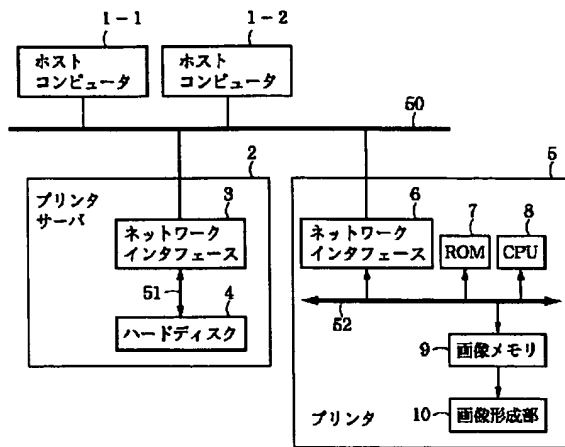 1-1
1-2
ホスト
コンピュータ
ホスト
コンピュータ
50
2
5
プリンタ
サーバ
3
ネットワーク
インタフェース
51
4
ハードディスク
6
ネットワーク
インタフェース
7
ROM
8
CPU
52
9
画像メモリ
10
画像形成部
プリンタ